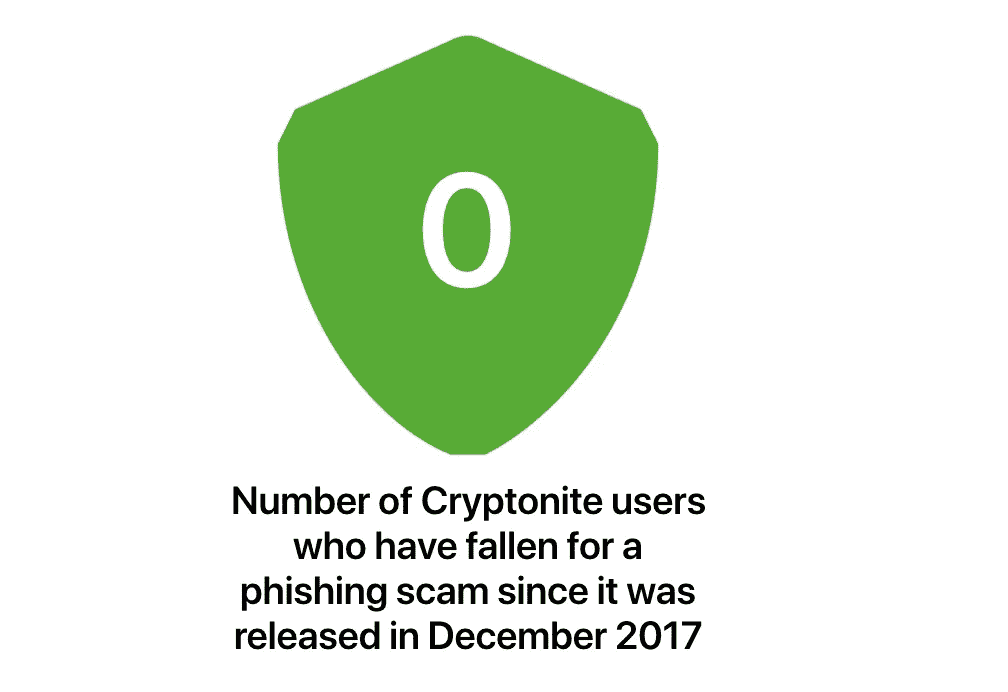 0
Number of Cryptonite users
who have fallen for a
phishing scam since it was
released in December 2017